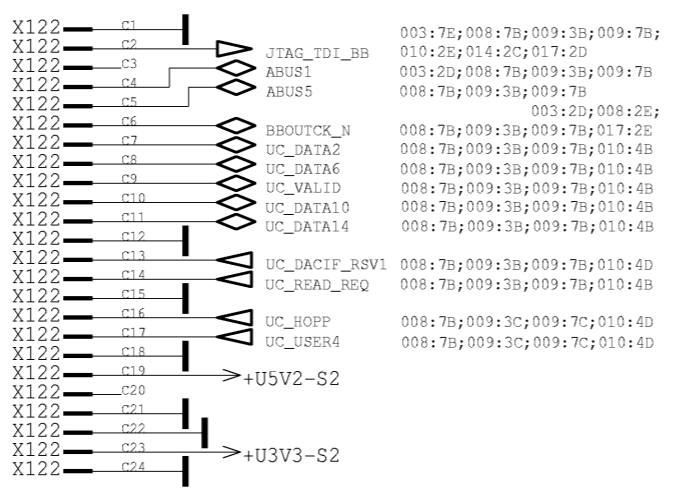 X122 C1 003:7E;008:7B;009:3B;009:7B;
X122 C2 JTAG_TDI_BB 010:2E;014:2C;017:2D
X122 C3 ABUS1 003:2D;008:7B;009:3B;009:7B
X122 C4 ABUS5 008:7B;009:3B;009:7B
X122 C5 003:2D;008:2E;
X122 C6 BBOUTCK_N 008:7B;009:3B;009:7B;017:2E
X122 C7 UC_DATA2 008:7B;009:3B;009:7B;010:4B
X122 C8 UC_DATA6 008:7B;009:3B;009:7B;010:4B
X122 C9 UC_VALID 008:7B;009:3B;009:7B;010:4B
X122 C10 UC_DATA10 008:7B;009:3B;009:7B;010:4B
X122 C11 UC_DATA14 008:7B;009:3B;009:7B;010:4B
X122 C12
X122 C13 UC_DACIF_RSV1 008:7B;009:3B;009:7B;010:4D
X122 C14 UC_READ_REQ 008:7B;009:3B;009:7B;010:4B
X122 C15
X122 C16 UC_HOPP 008:7B;009:3C;009:7C;010:4D
X122 C17 UC_USER4 008:7B;009:3C;009:7C;010:4D
X122 C18
X122 C19 +U5V2-S2
X122 C20
X122 C21
X122 C22
X122 C23 +U3V3-S2
X122 C24